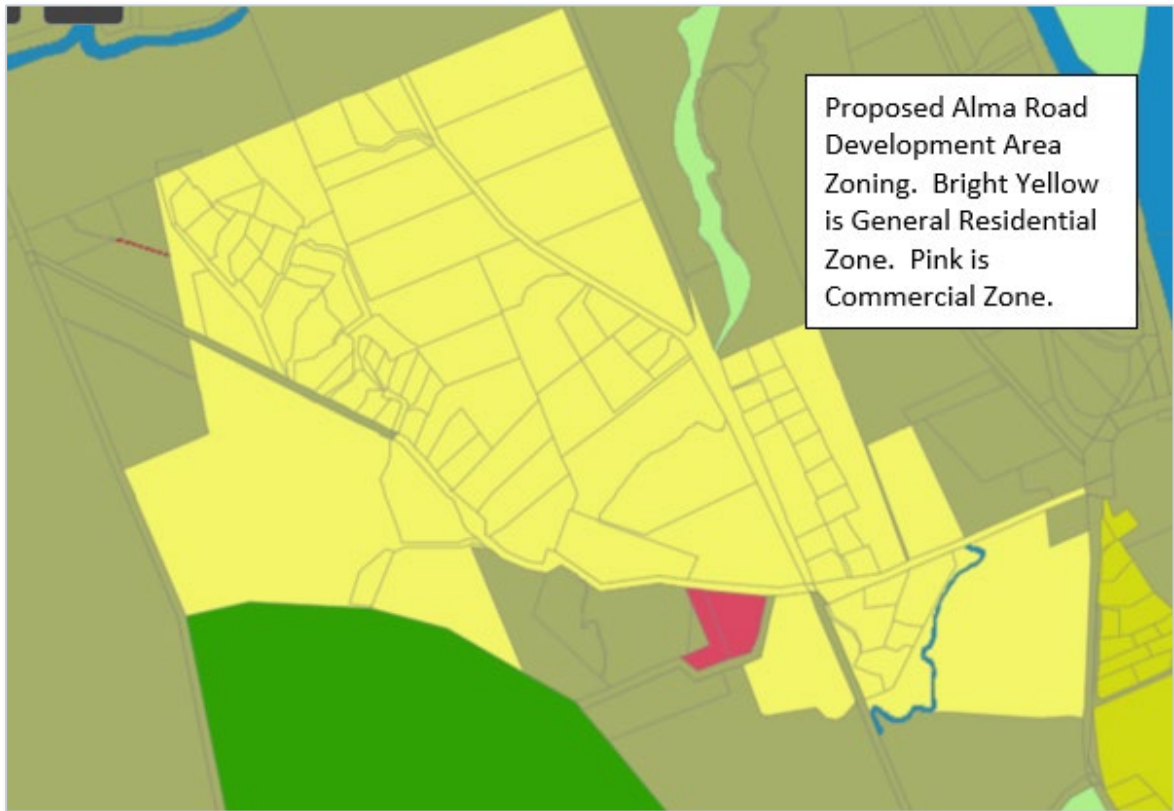 Proposed Alma Road
Development Area
Zoning.  Bright Yellow
is General Residential
Zone.  Pink is
Commercial Zone.